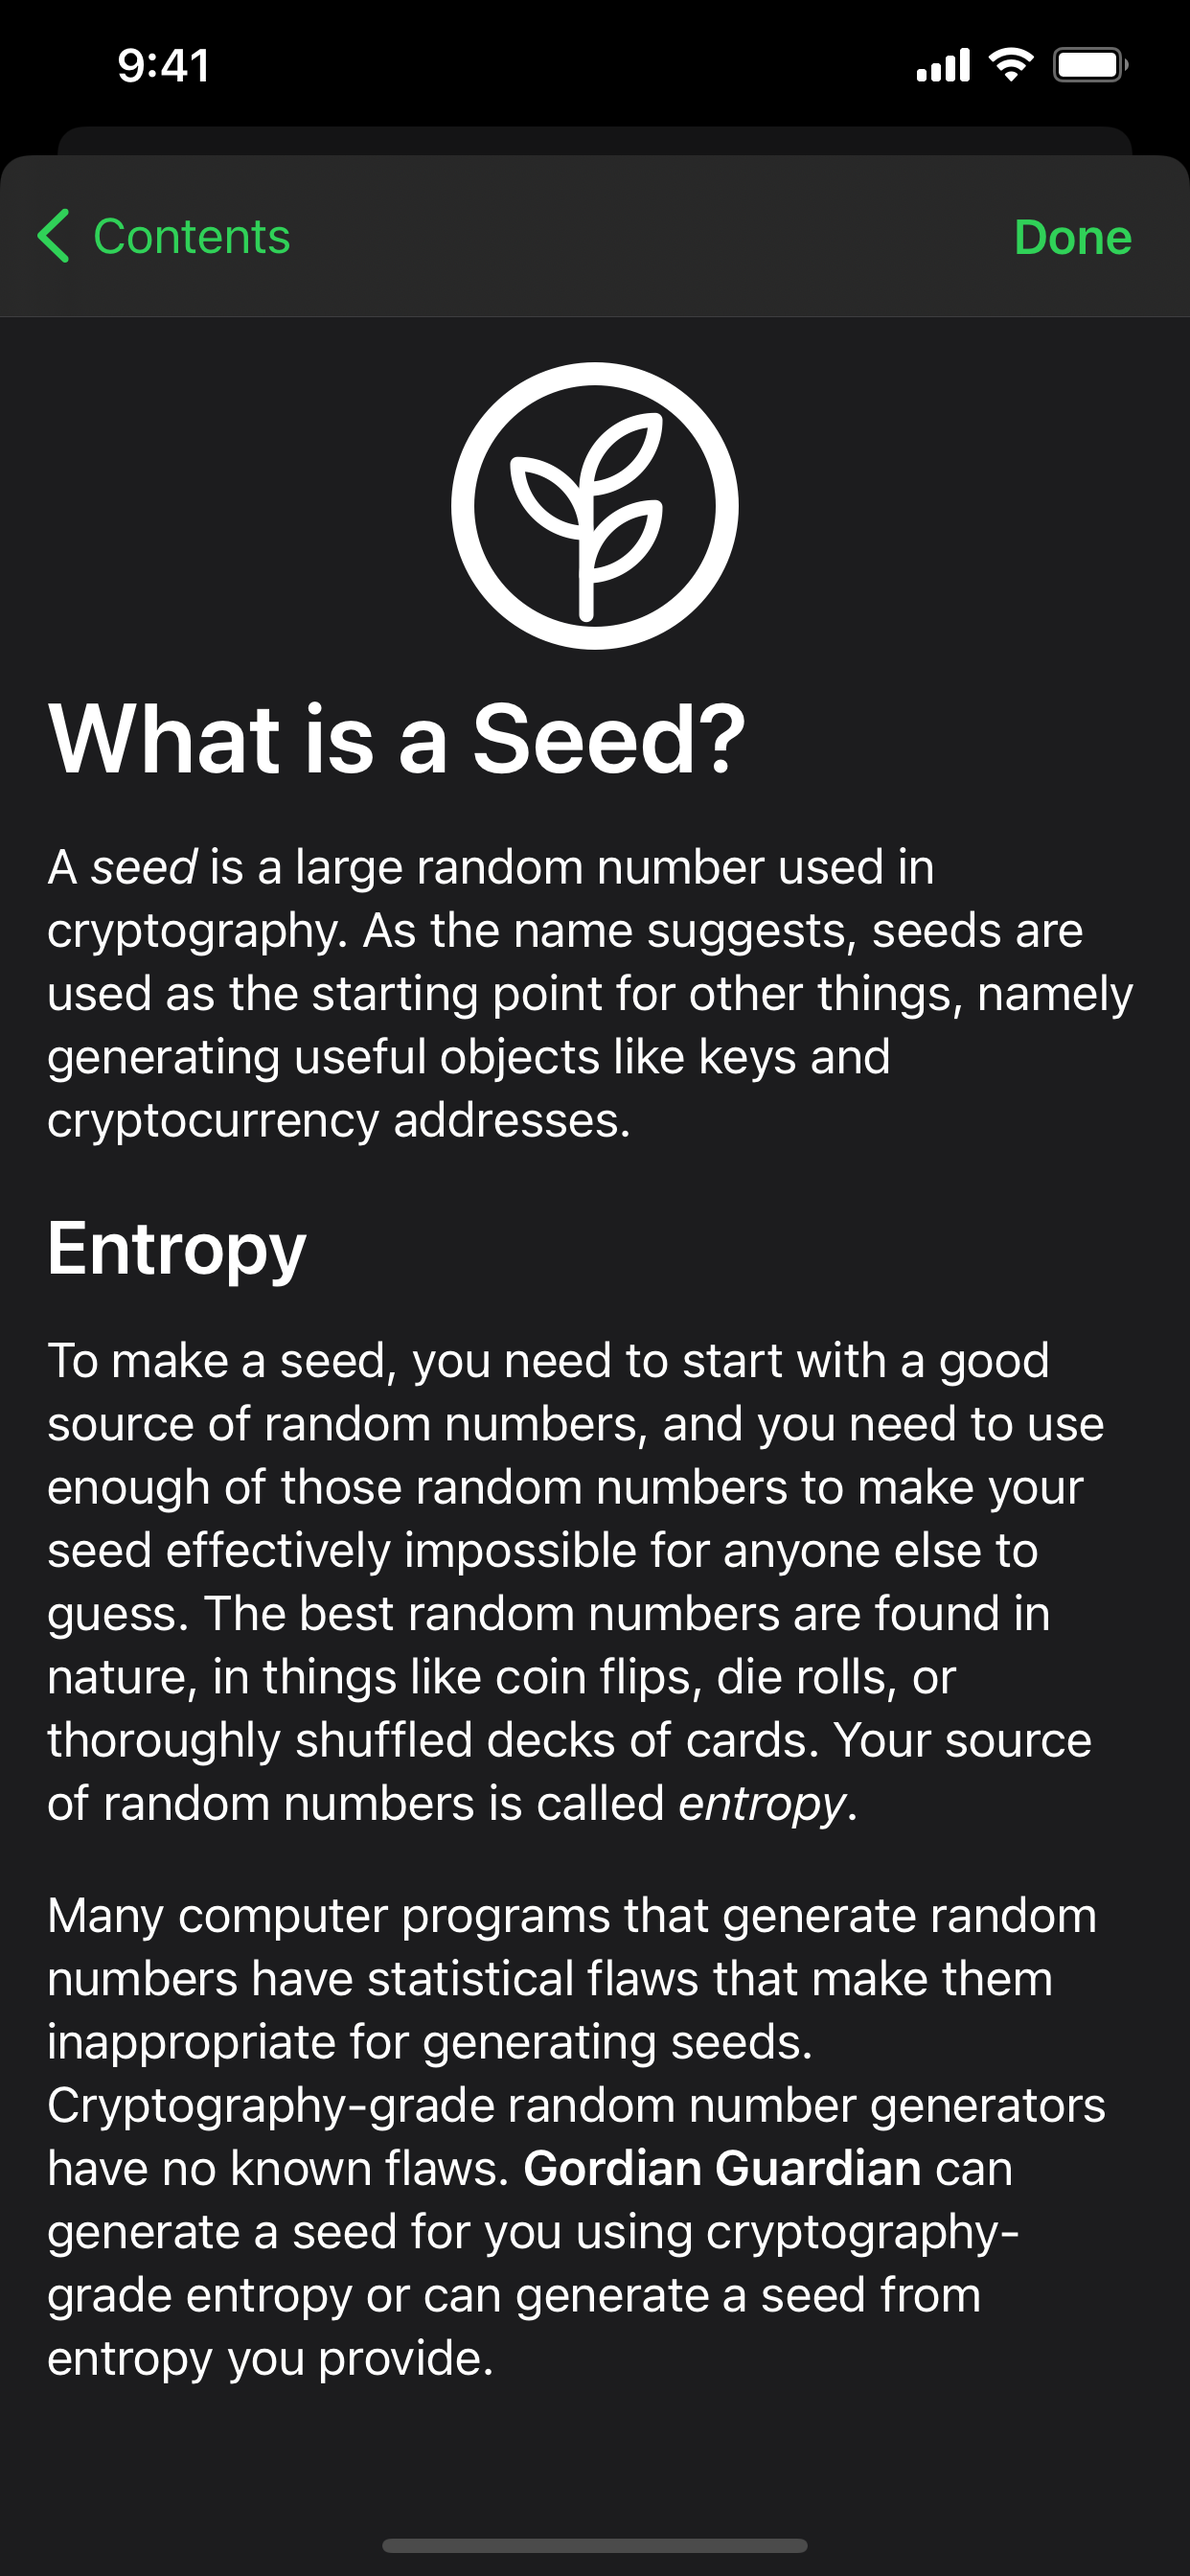 9:41
Contents
Done
What is a Seed?
A seed is a large random number used in
cryptography. As the name suggests, seeds are
used as the starting point for other things, namely
generating useful objects like keys and
cryptocurrency addresses.
Entropy
To make a seed, you need to start with a good
source of random numbers, and you need to use
enough of those random numbers to make your
seed effectively impossible for anyone else to
guess. The best random numbers are found in
nature, in things like coin flips, die rolls, or
thoroughly shuffled decks of cards. Your source
of random numbers is called entropy.
Many computer programs that generate random
numbers have statistical flaws that make them
inappropriate for generating seeds.
Cryptography-grade random number generators
have no known flaws. Gordian Guardian can
generate a seed for you using cryptography-
grade entropy or can generate a seed from
entropy you provide.